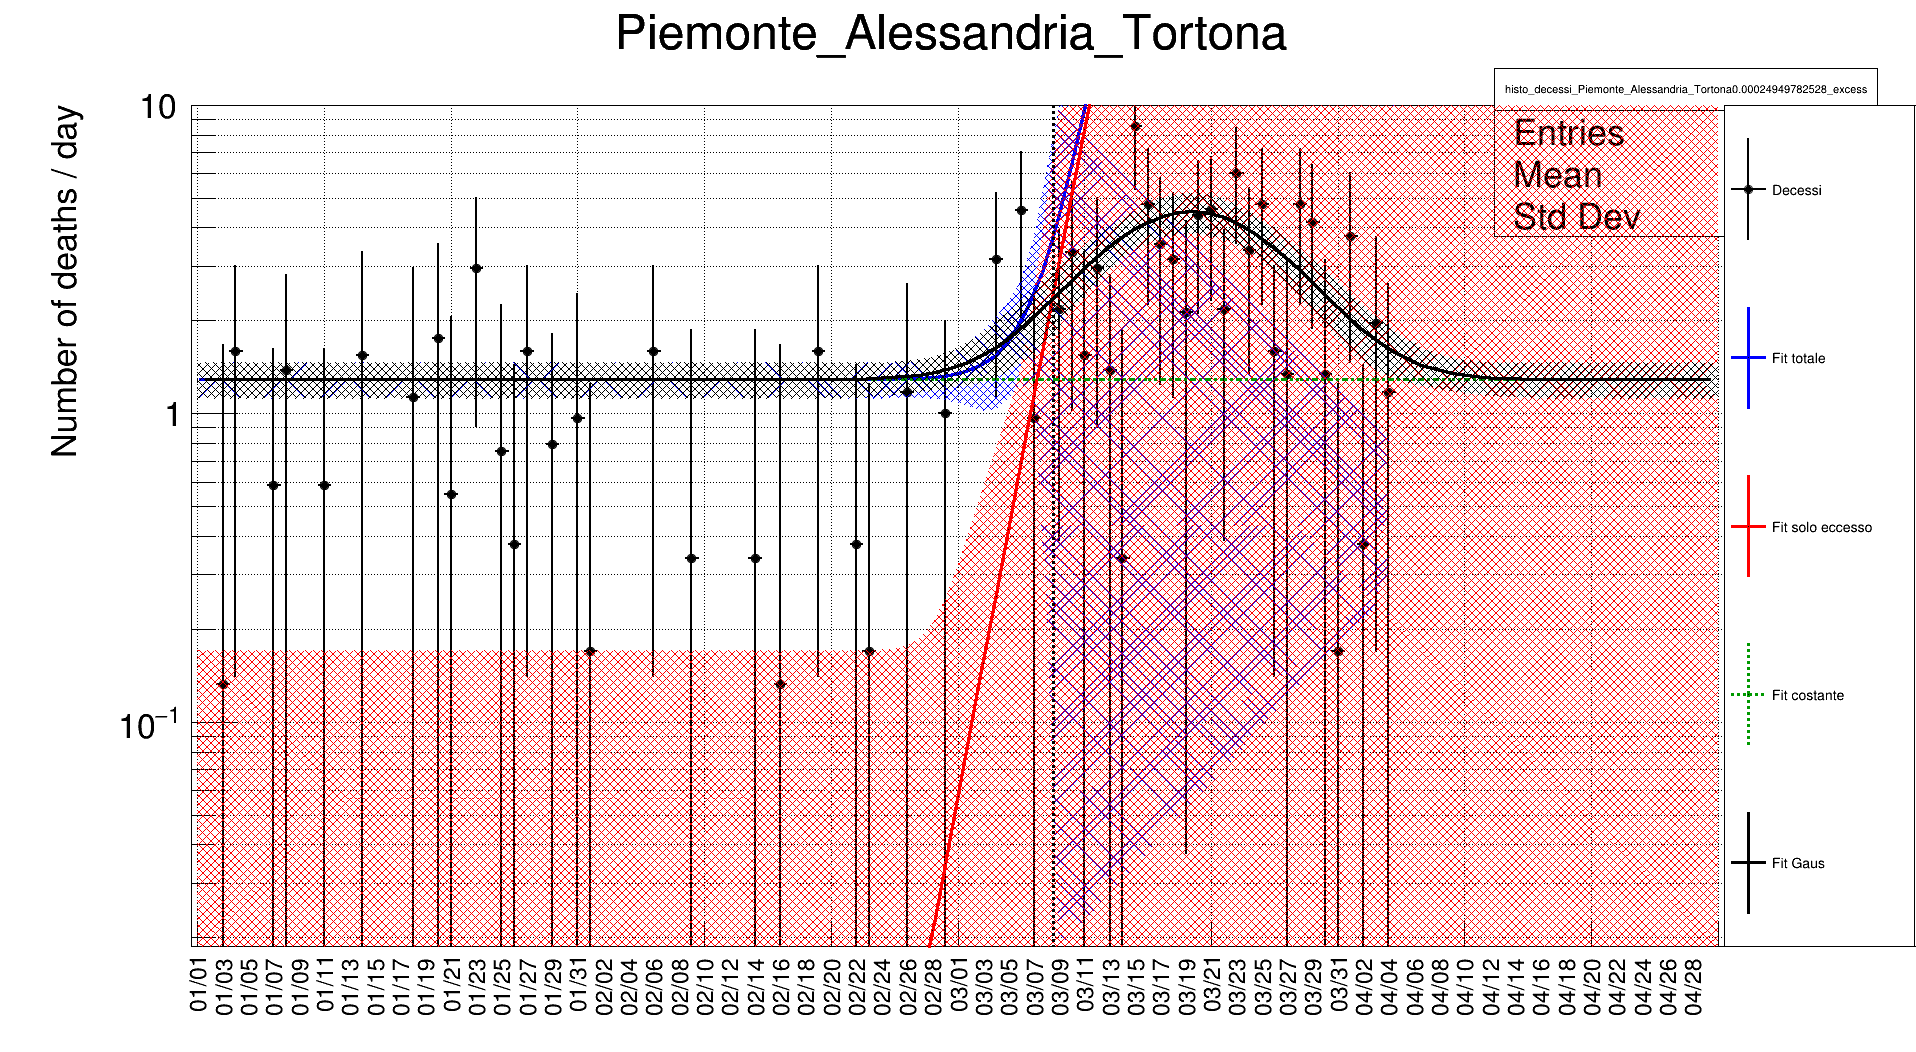 Piemonte_Alessandria_Tortona
histo_decessi_Piemonte_Alessandria_Tortona0.00024949782528_excess
Entries
Mean
Std Dev
Number of deaths / day
10
1
10−1
Decessi
Fit totale
Fit solo eccesso
Fit costante
Fit Gaus
01/01 01/03 01/05 01/07 01/09 01/11 01/13 01/15 01/17 01/19 01/21 01/23 01/25 01/27 01/29 01/31 02/02 02/04 02/06 02/08 02/10 02/12 02/14 02/16 02/18 02/20 02/22 02/24 02/26 02/28 03/01 03/03 03/05 03/07 03/09 03/11 03/13 03/15 03/17 03/19 03/21 03/23 03/25 03/27 03/29 03/31 04/02 04/04 04/06 04/08 04/10 04/12 04/14 04/16 04/18 04/20 04/22 04/24 04/26 04/28